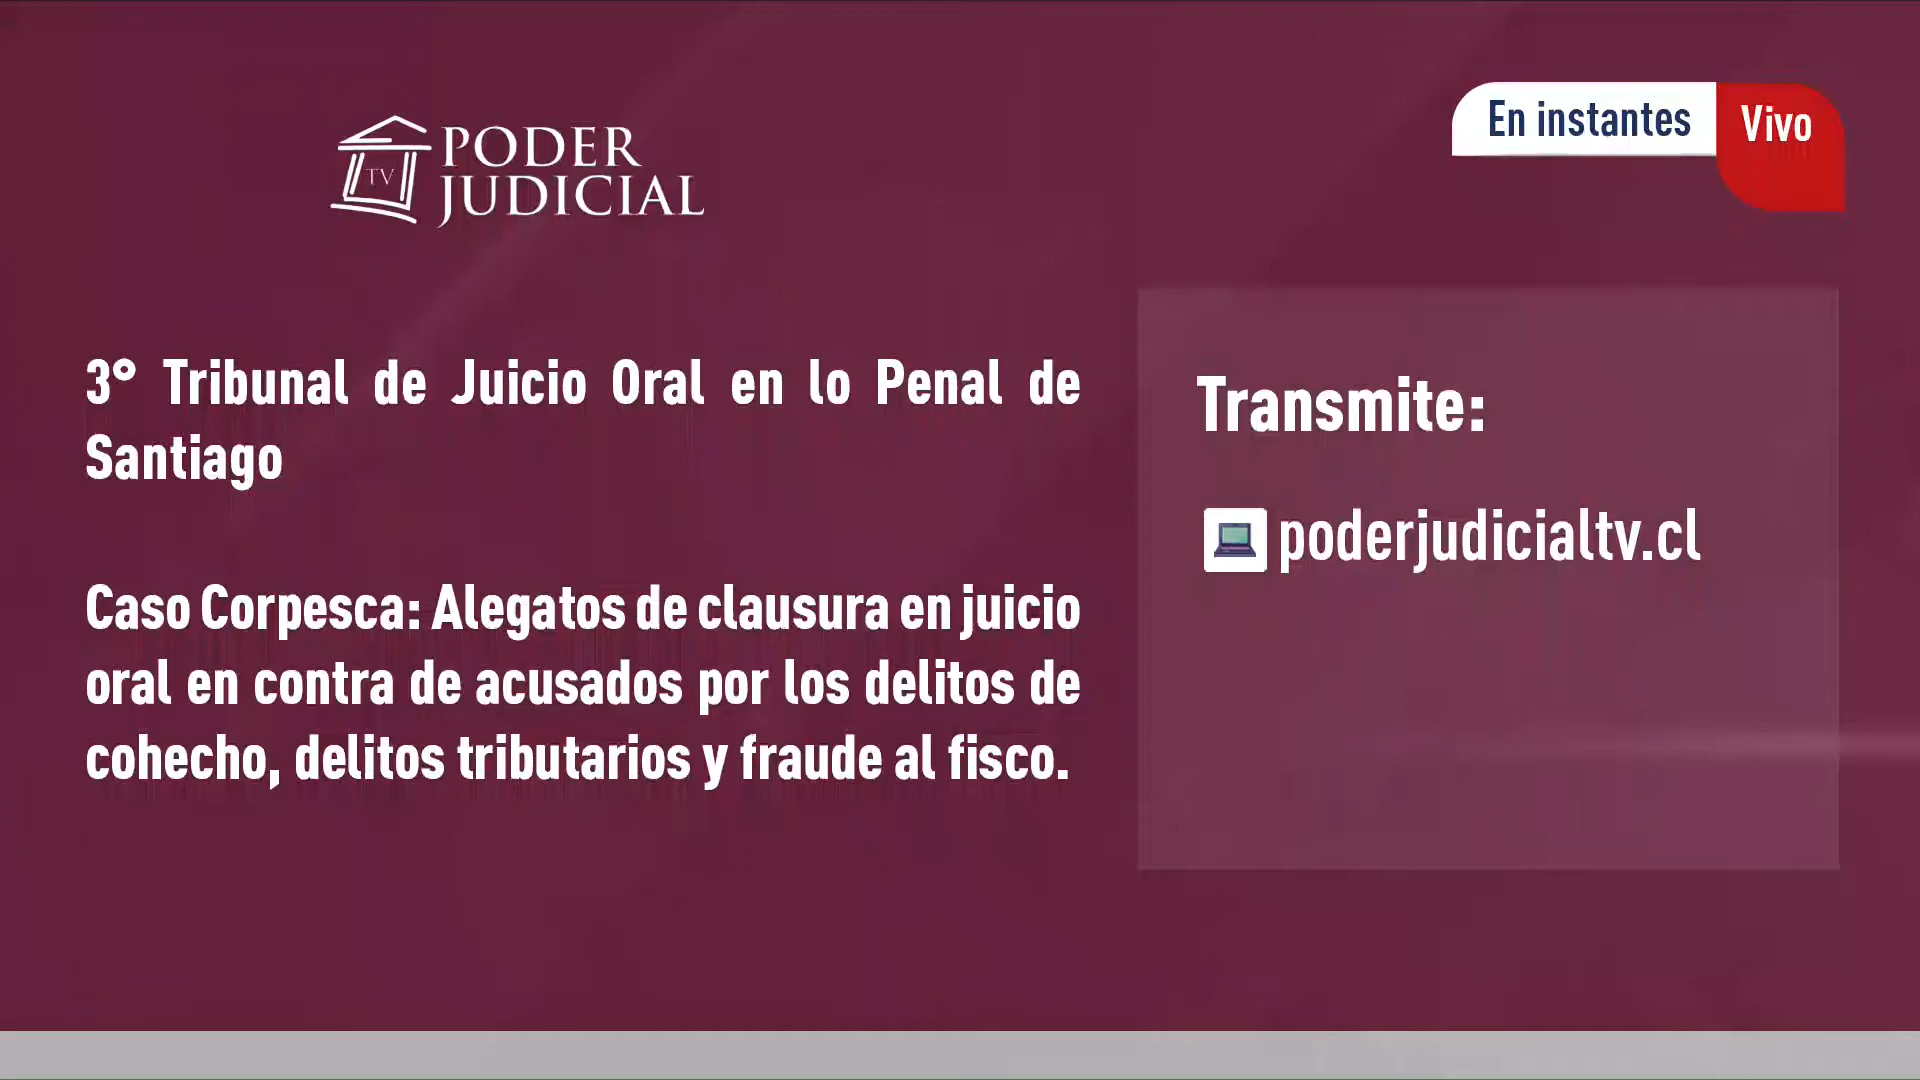 TV
PODER
JUDICIAL
En instantes
Vivo
3° Tribunal de Juicio Oral en lo Penal de
Santiago
Caso Corpesca: Alegatos de clausura en juicio
oral en contra de acusados por los delitos de
cohecho, delitos tributarios y fraude al fisco.
Transmite:
poderjudicialtv.cl